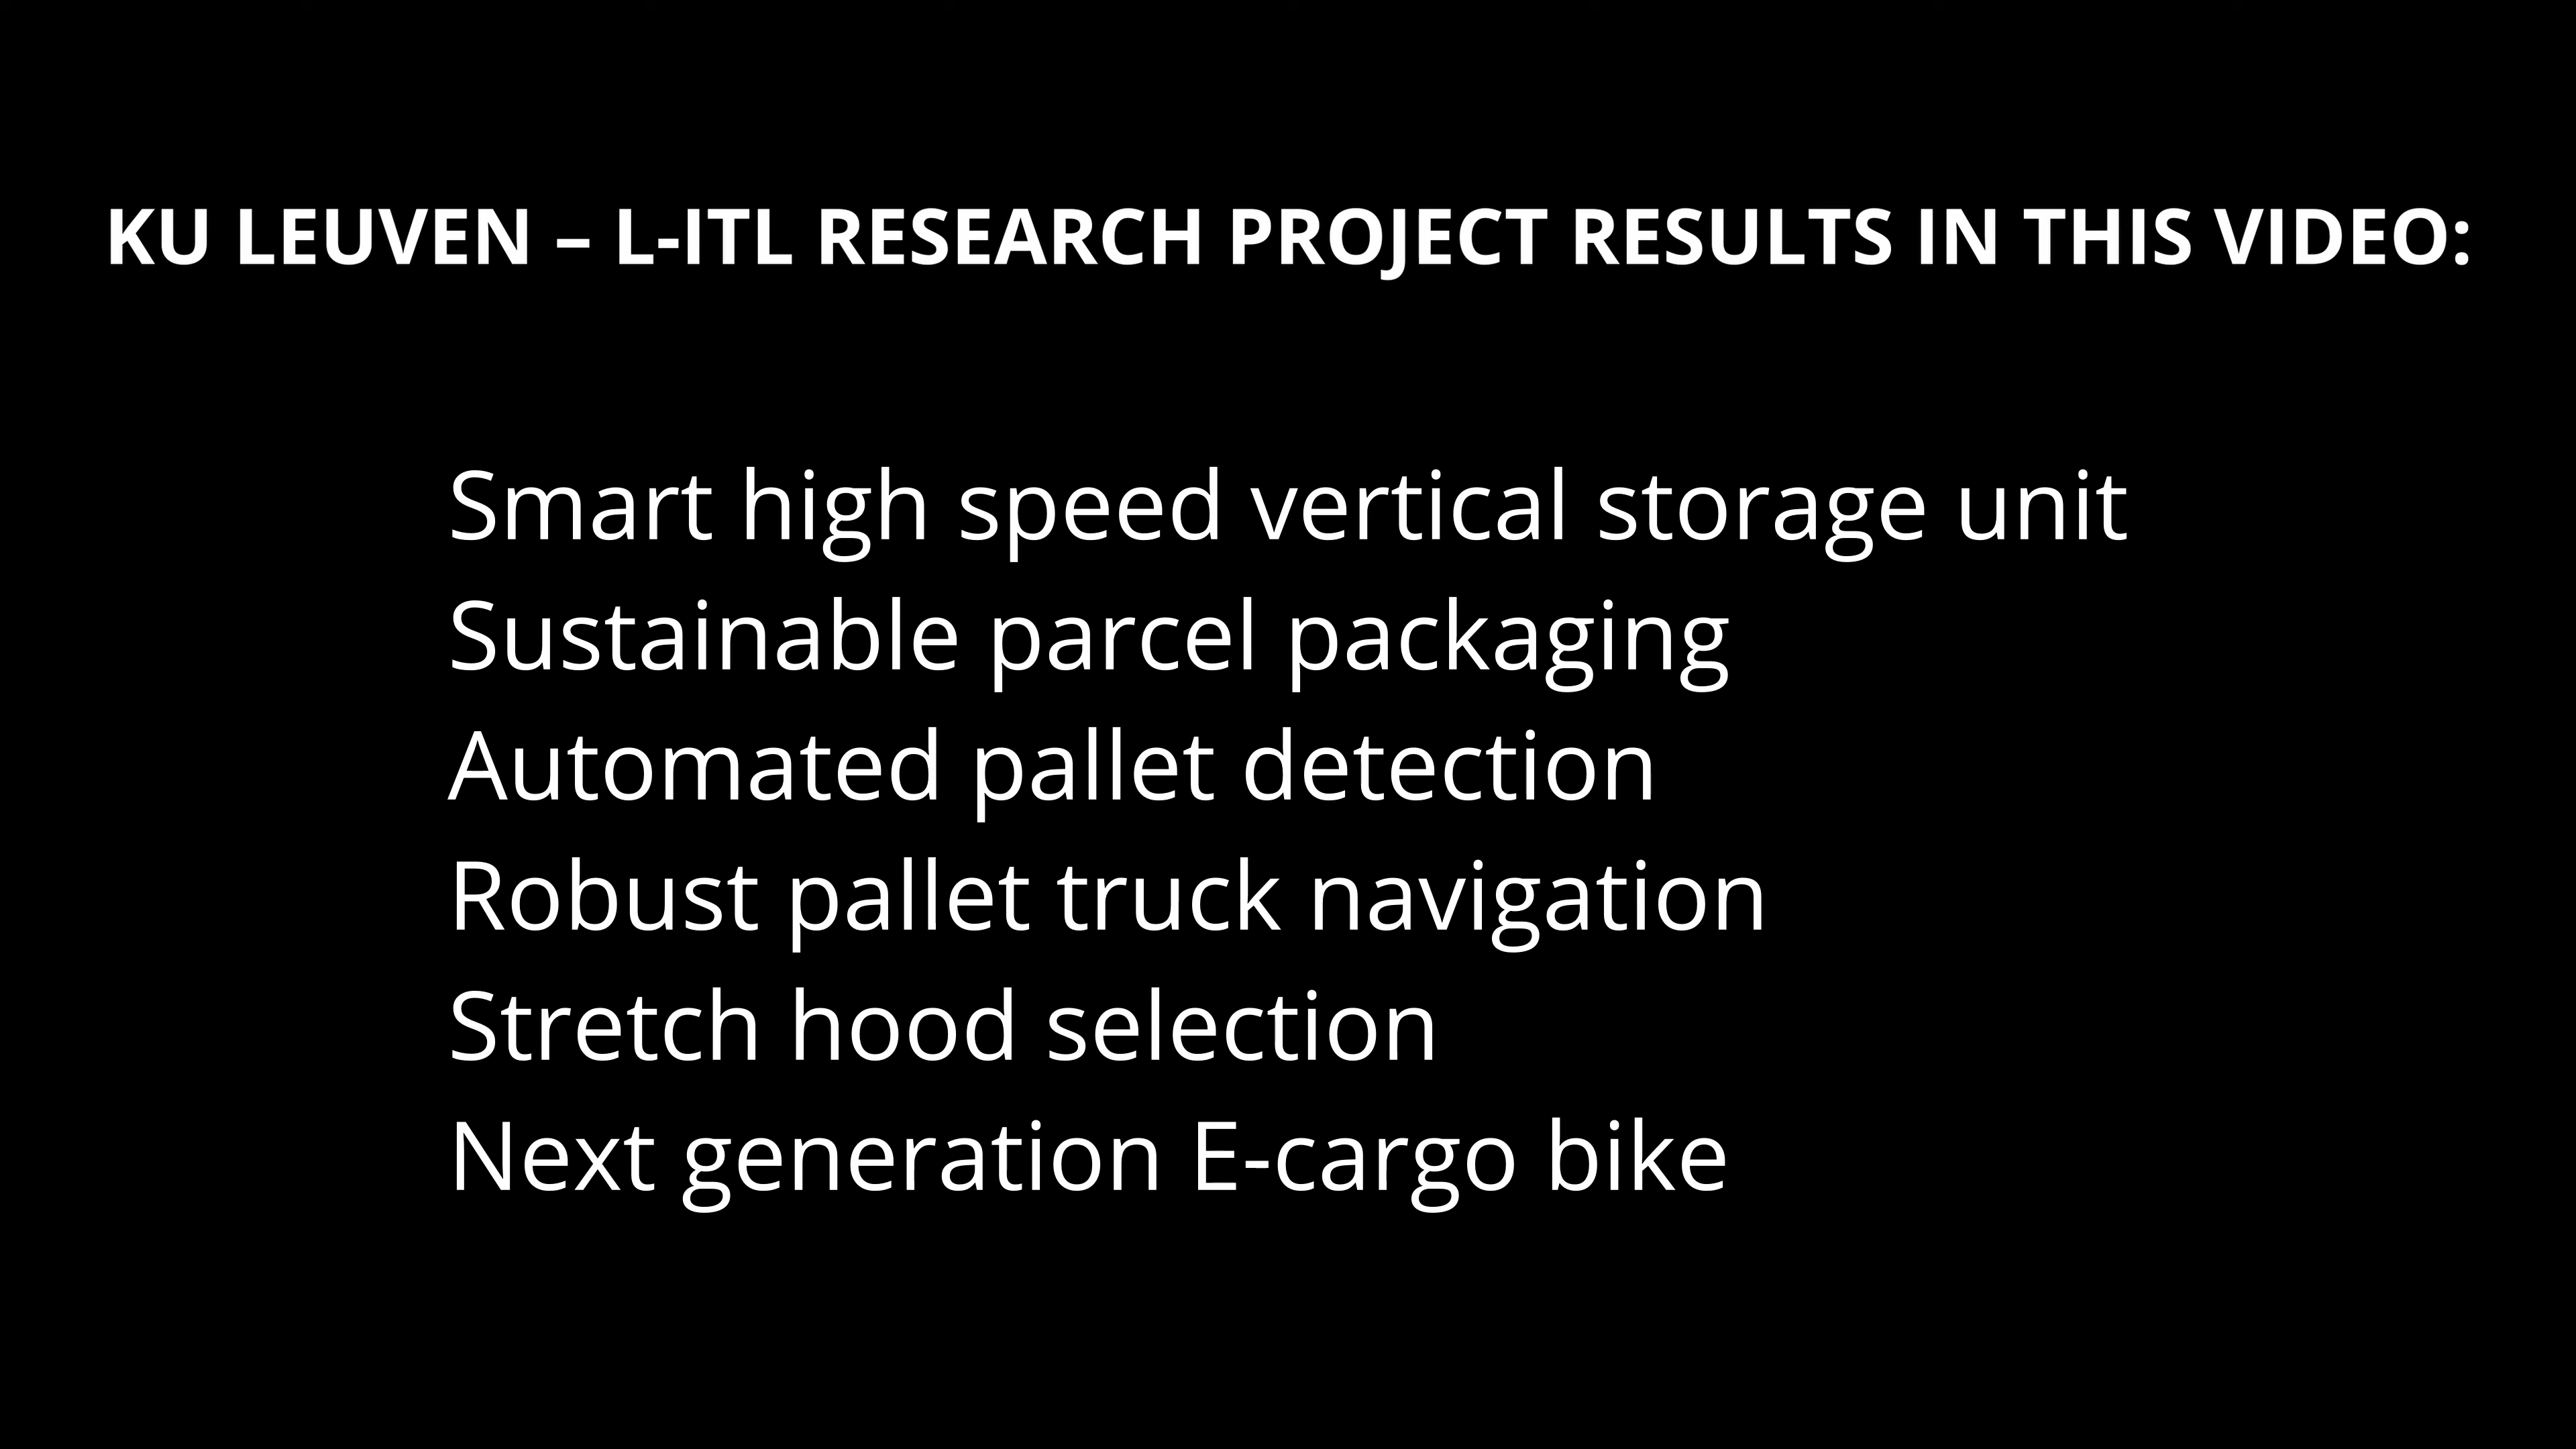 KU LEUVEN – L-ITL RESEARCH PROJECT RESULTS IN THIS VIDEO:
Smart high speed vertical storage unit
Sustainable parcel packaging
Automated pallet detection
Robust pallet truck navigation
Stretch hood selection
Next generation E-cargo bike